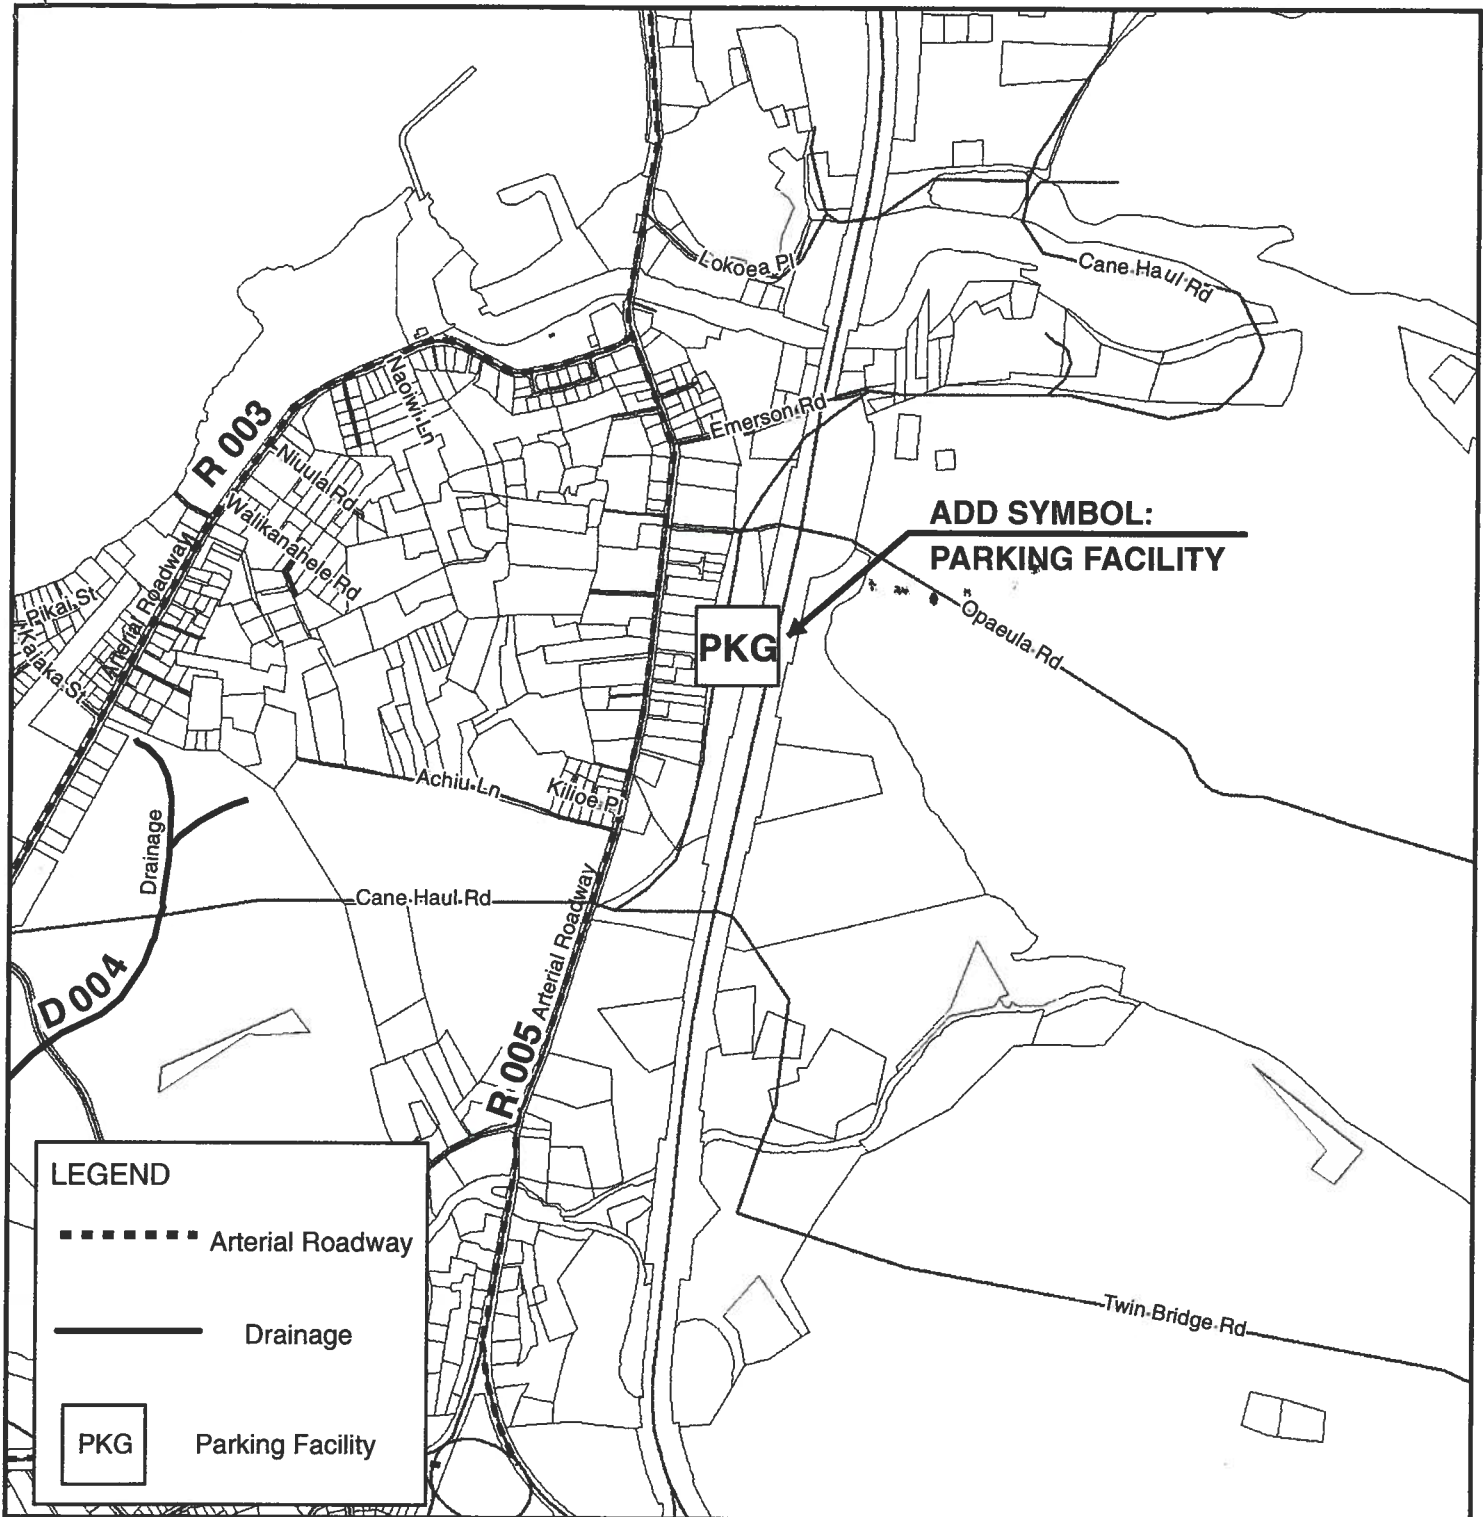 Lokoea Pl
Cane Haul Rd
Naoiwi Ln
Emerson Rd
R 003
Niuula Rd
Walikanahele Rd
ADD SYMBOL:
PARKING FACILITY
Arterial Roadway
Pikai St
Kaiaka St
Opaeula Rd
PKG
Achiu Ln
Kilioe Pl
Drainage
Cane Haul Rd
Arterial Roadway
D 004
R 005
LEGEND
Arterial Roadway
Drainage
PKG Parking Facility
Twin Bridge Rd